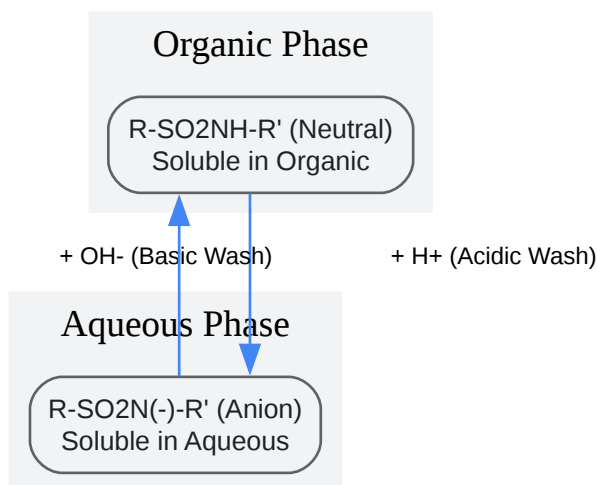 Organic Phase
R-SO2NH-R' (Neutral)
Soluble in Organic
+ OH- (Basic Wash)
+ H+ (Acidic Wash)
Aqueous Phase
R-SO2N(-)-R' (Anion)
Soluble in Aqueous